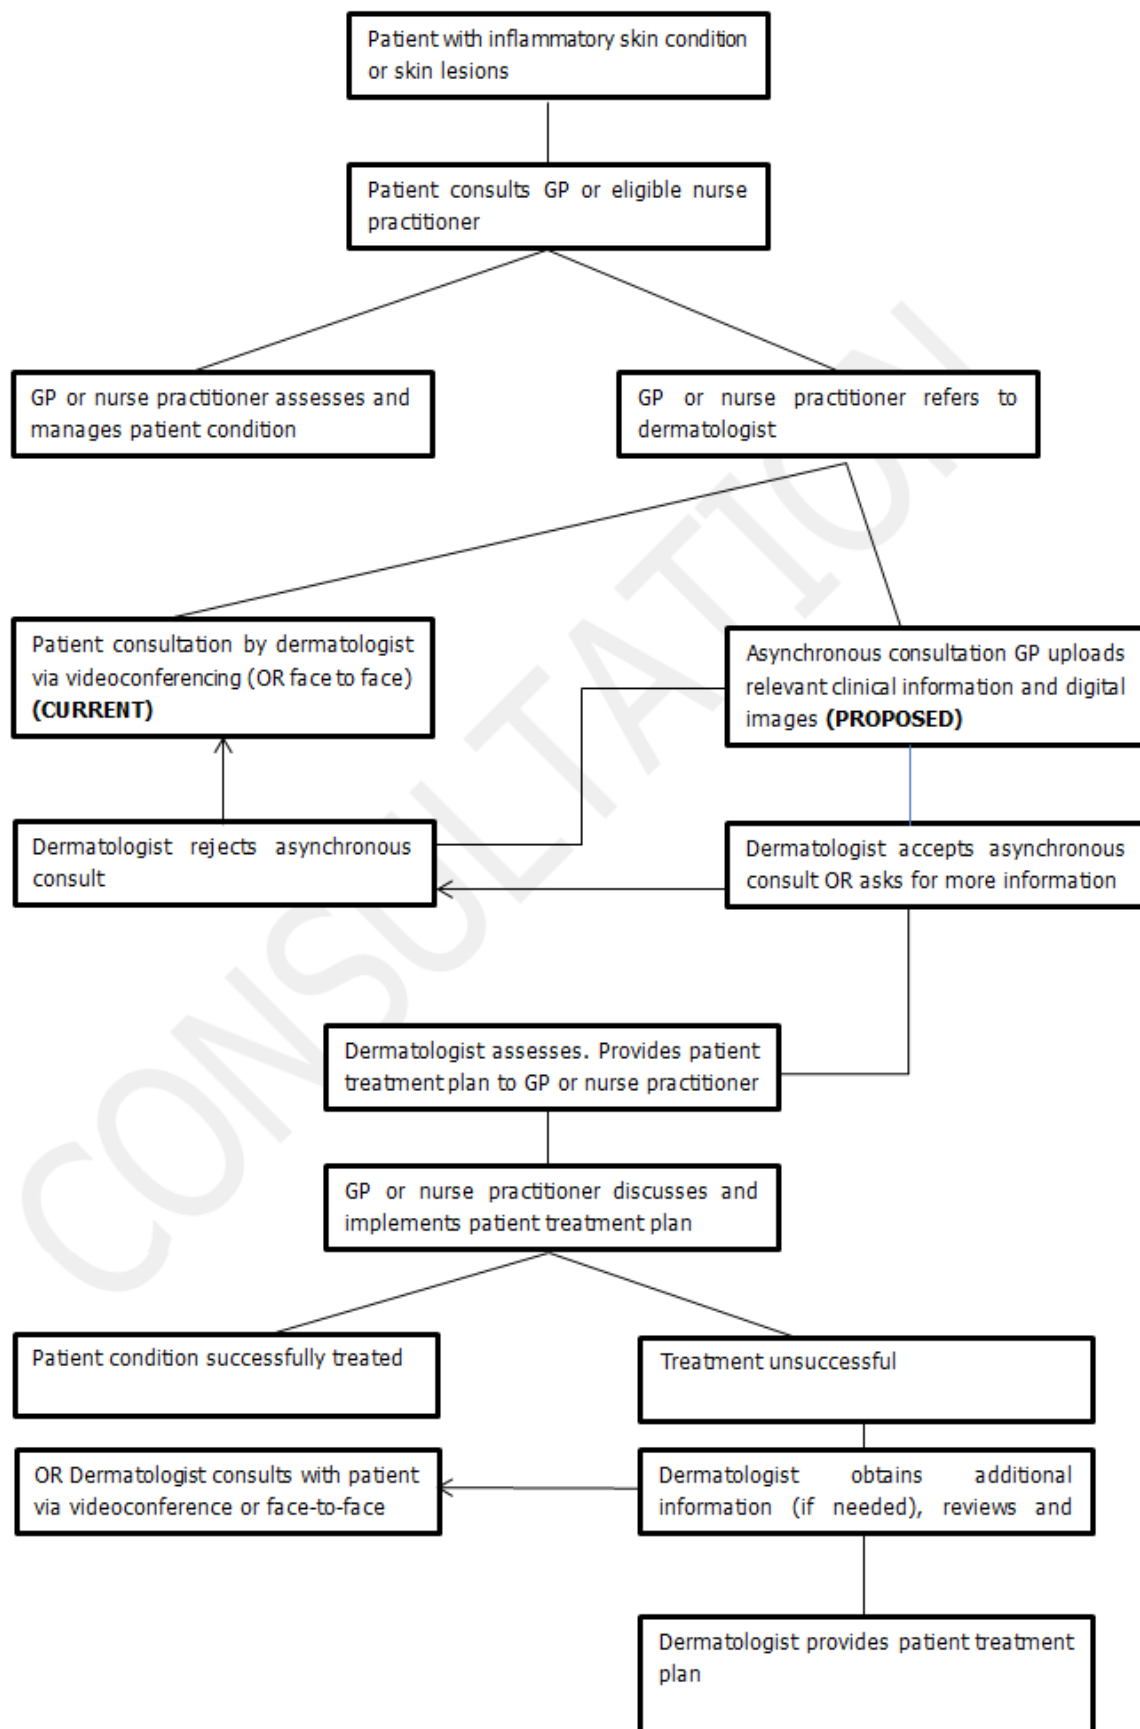 Patient with inflammatory skin condition
or skin lesions
Patient consults GP or eligible nurse
practitioner
GP or nurse practitioner assesses and
manages patient condition
GP or nurse practitioner refers to
dermatologist
Patient consultation by dermatologist
via videoconferencing (OR face to face)
(CURRENT)
Asynchronous consultation GP uploads
relevant clinical information and digital
images (PROPOSED)
Dermatologist rejects asynchronous
consult
Dermatologist accepts asynchronous
consult OR asks for more information
Dermatologist assesses. Provides patient
treatment plan to GP or nurse practitioner
GP or nurse practitioner discusses and
implements patient treatment plan
Patient condition successfully treated
Treatment unsuccessful
OR Dermatologist consults with patient
via videoconference or face-to-face
Dermatologist obtains additional
information (if needed), reviews and
Dermatologist provides patient treatment
plan
CONSULTATION